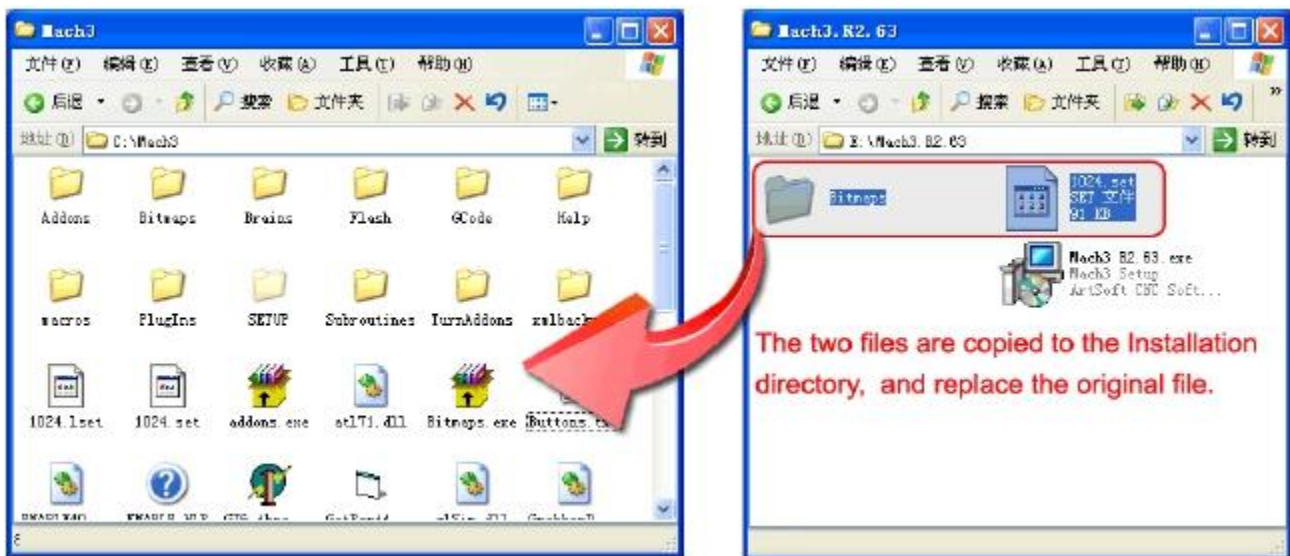 Mach3
文件(F) 编辑(E) 查看(V) 收藏(A) 工具(T) 帮助(H)
后退 搜索 文件夹
地址(D) C:\Mach3 转到
Addons Bitmaps Brains Flash GCode Help
macros PlugIns SETUP Subroutines TurnAddons
1024.lset 1024.set addons.exe atl71.dll Bitmaps.exe
Mach3.R2.63
文件(F) 编辑(E) 查看(V) 收藏(A) 工具(T) 帮助(H)
后退 搜索 文件夹 »
地址(D) E:\Mach3.R2.63 转到
Bitmaps
1024.set
SET 文件
91 KB
Mach3 R2.63.exe
Mach3 Setup
ArtSoft CNC Soft...
The two files are copied to the Installation
directory, and replace the original file.